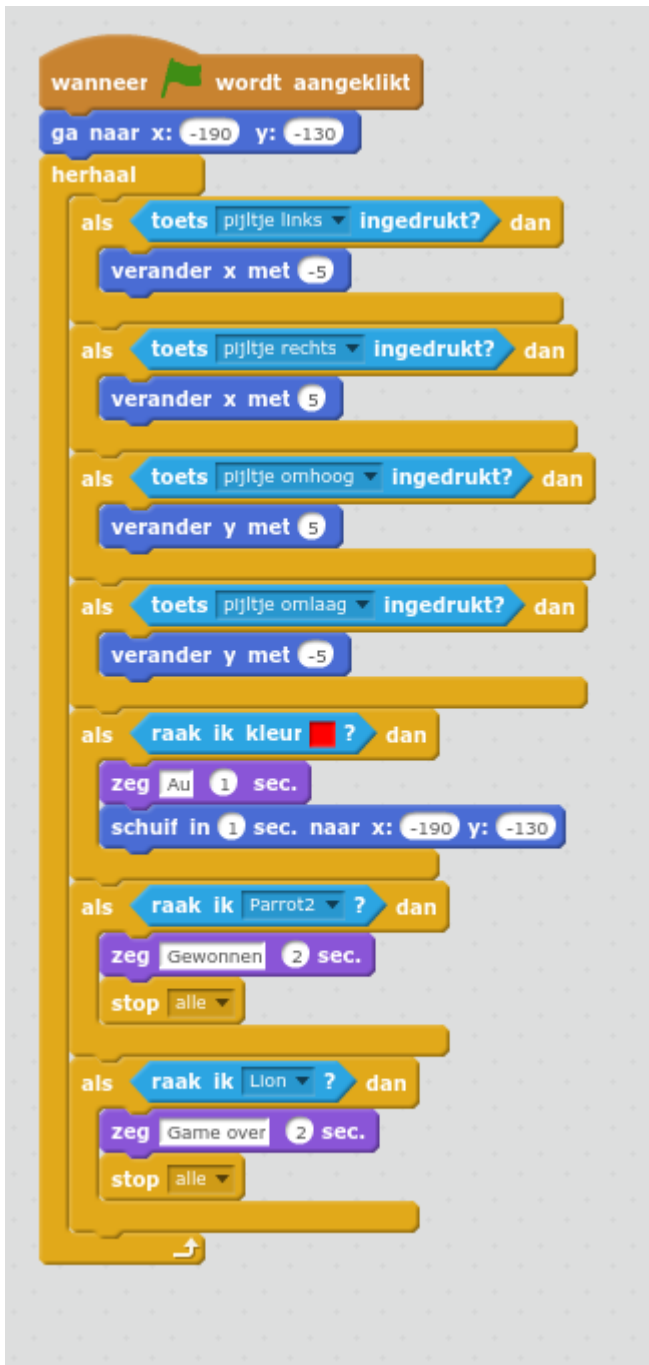 wanneer wordt aangeklikt
ga naar x: -190 y: -130
herhaal
als toets pijltje links ingedrukt? dan
verander x met -5
als toets pijltje rechts ingedrukt? dan
verander x met 5
als toets pijltje omhoog ingedrukt? dan
verander y met 5
als toets pijltje omlaag ingedrukt? dan
verander y met -5
als raak ik kleur ? dan
zeg Au 1 sec.
schuif in 1 sec. naar x: -190 y: -130
als raak ik Parrot2 ? dan
zeg Gewonnen 2 sec.
stop alle
als raak ik Lion ? dan
zeg Game over 2 sec.
stop alle